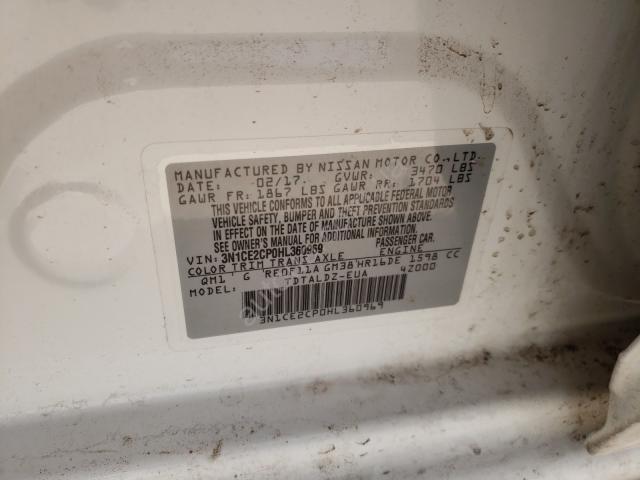 MANUFACTURED BY NISSAN MOTOR CO.,LTD.
DATE: 02/17 GVWR: 3470 LBS
GAWR FR: 1867 LBS GAWR RR: 1704 LBS
THIS VEHICLE CONFORMS TO ALL APPLICABLE FEDERAL MOTOR
VEHICLE SAFETY, BUMPER AND THEFT PREVENTION STANDARDS
IN EFFECT ON THE DATE OF MANUFACTURE SHOWN ABOVE.
SEE OWNER'S MANUAL FOR ADDITIONAL INFORMATION.
VIN: 3N1CE2CP0HL360969 PASSENGER CAR.
COLOR TRIM TRANS AXLE ENGINE
QM1 G RE0F11A GM38 HR16DE 1598 CC
MODEL: TDTALDZ-EUA 4Z000
3N1CE2CP0HL360969